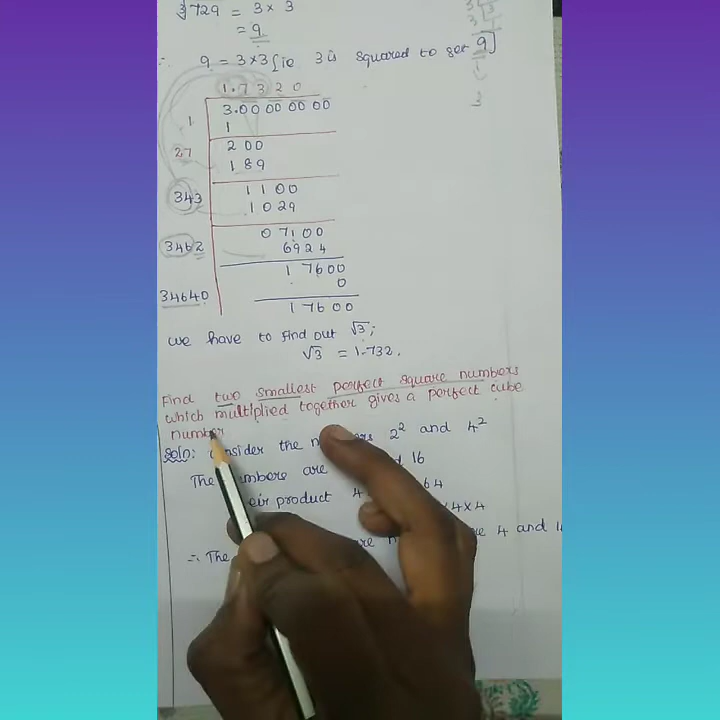 ∛729 = 3 × 3
= 9
∴ 9 = 3×3 [ie 3 is squared to get 9]
1.7320
1 3.00 00 00 00
1
27 200
189
343 1100
1029
3462 07100
6924
34640 17600
0
17600
we have to find out √3;
√3 = 1.732.
Find two smallest perfect square numbers
which multiplied together gives a perfect cube
number
Soln: Consider the 2² and 4²
The numbers are 16
product 4 64
4×4
∴ The are 4 and